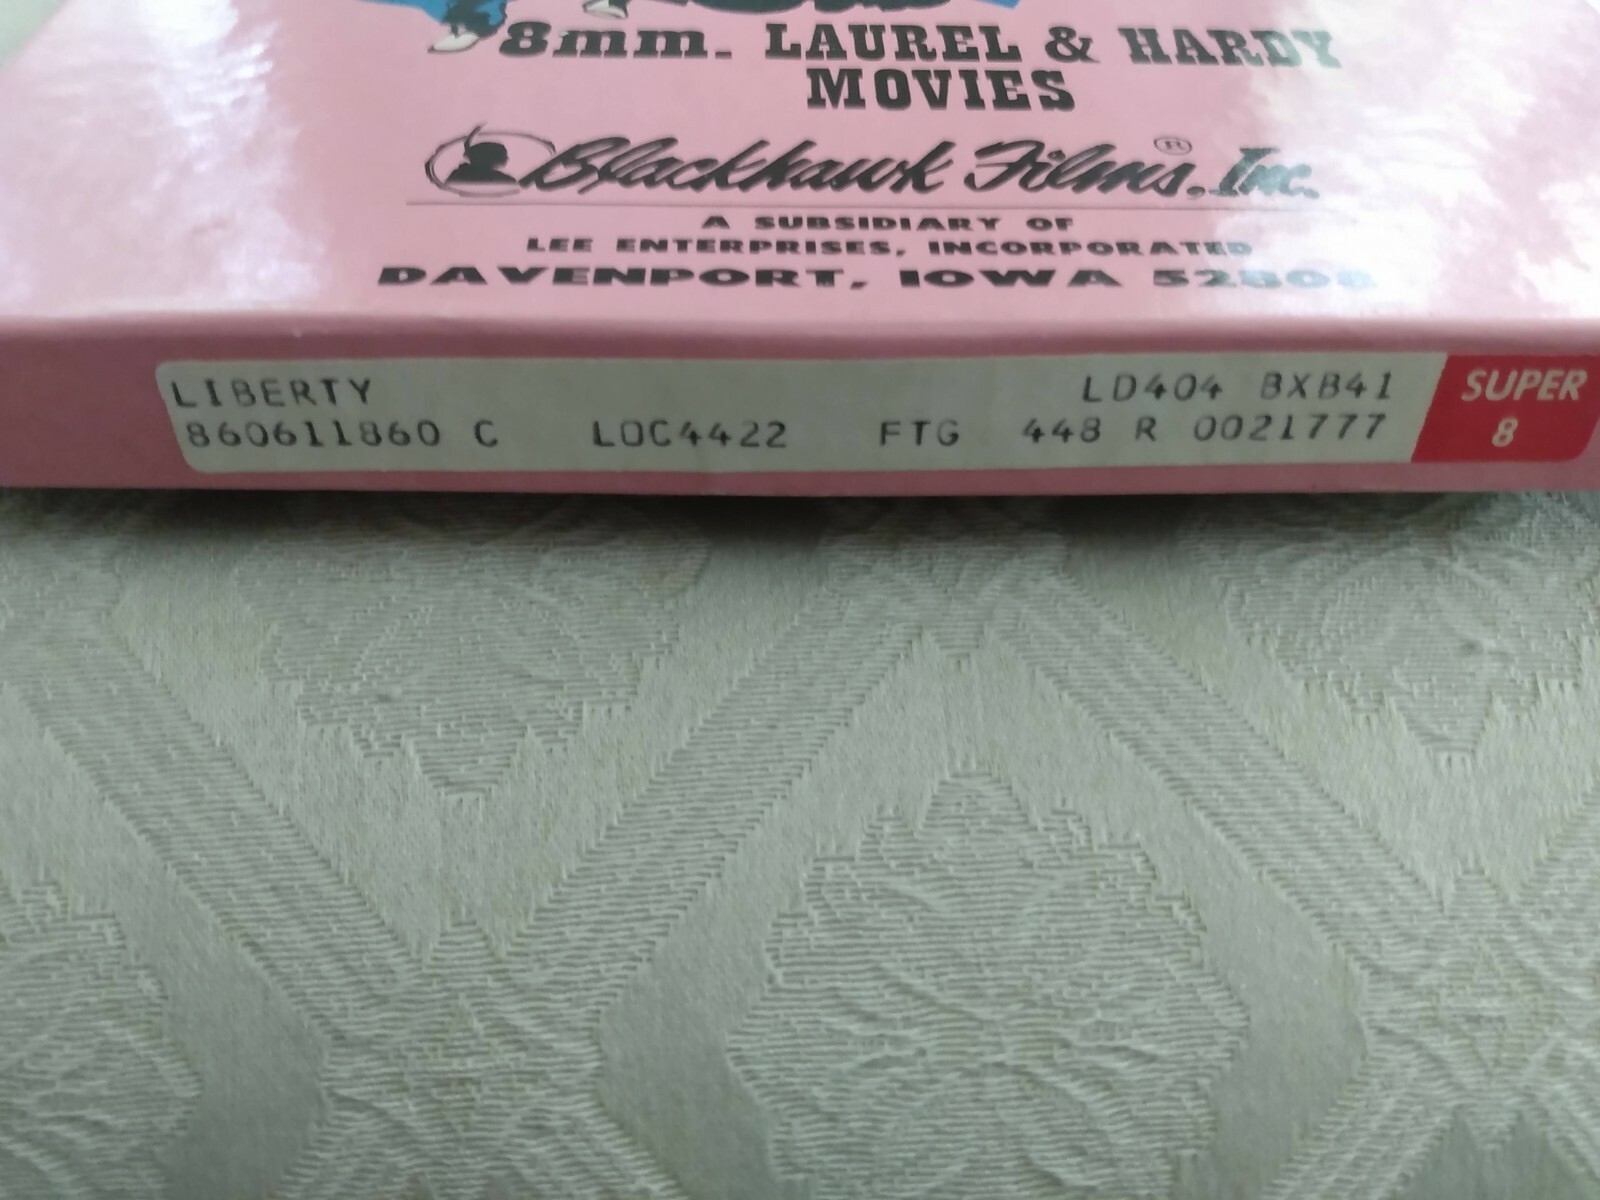 8mm. LAUREL & HARDY
MOVIES
Blackhawk Films, Inc.®
A SUBSIDIARY OF
LEE ENTERPRISES, INCORPORATED
DAVENPORT, IOWA 52808
LIBERTY LD404 BXB41
860611860 C LOC4422 FTG 448 R 0021777
SUPER
8